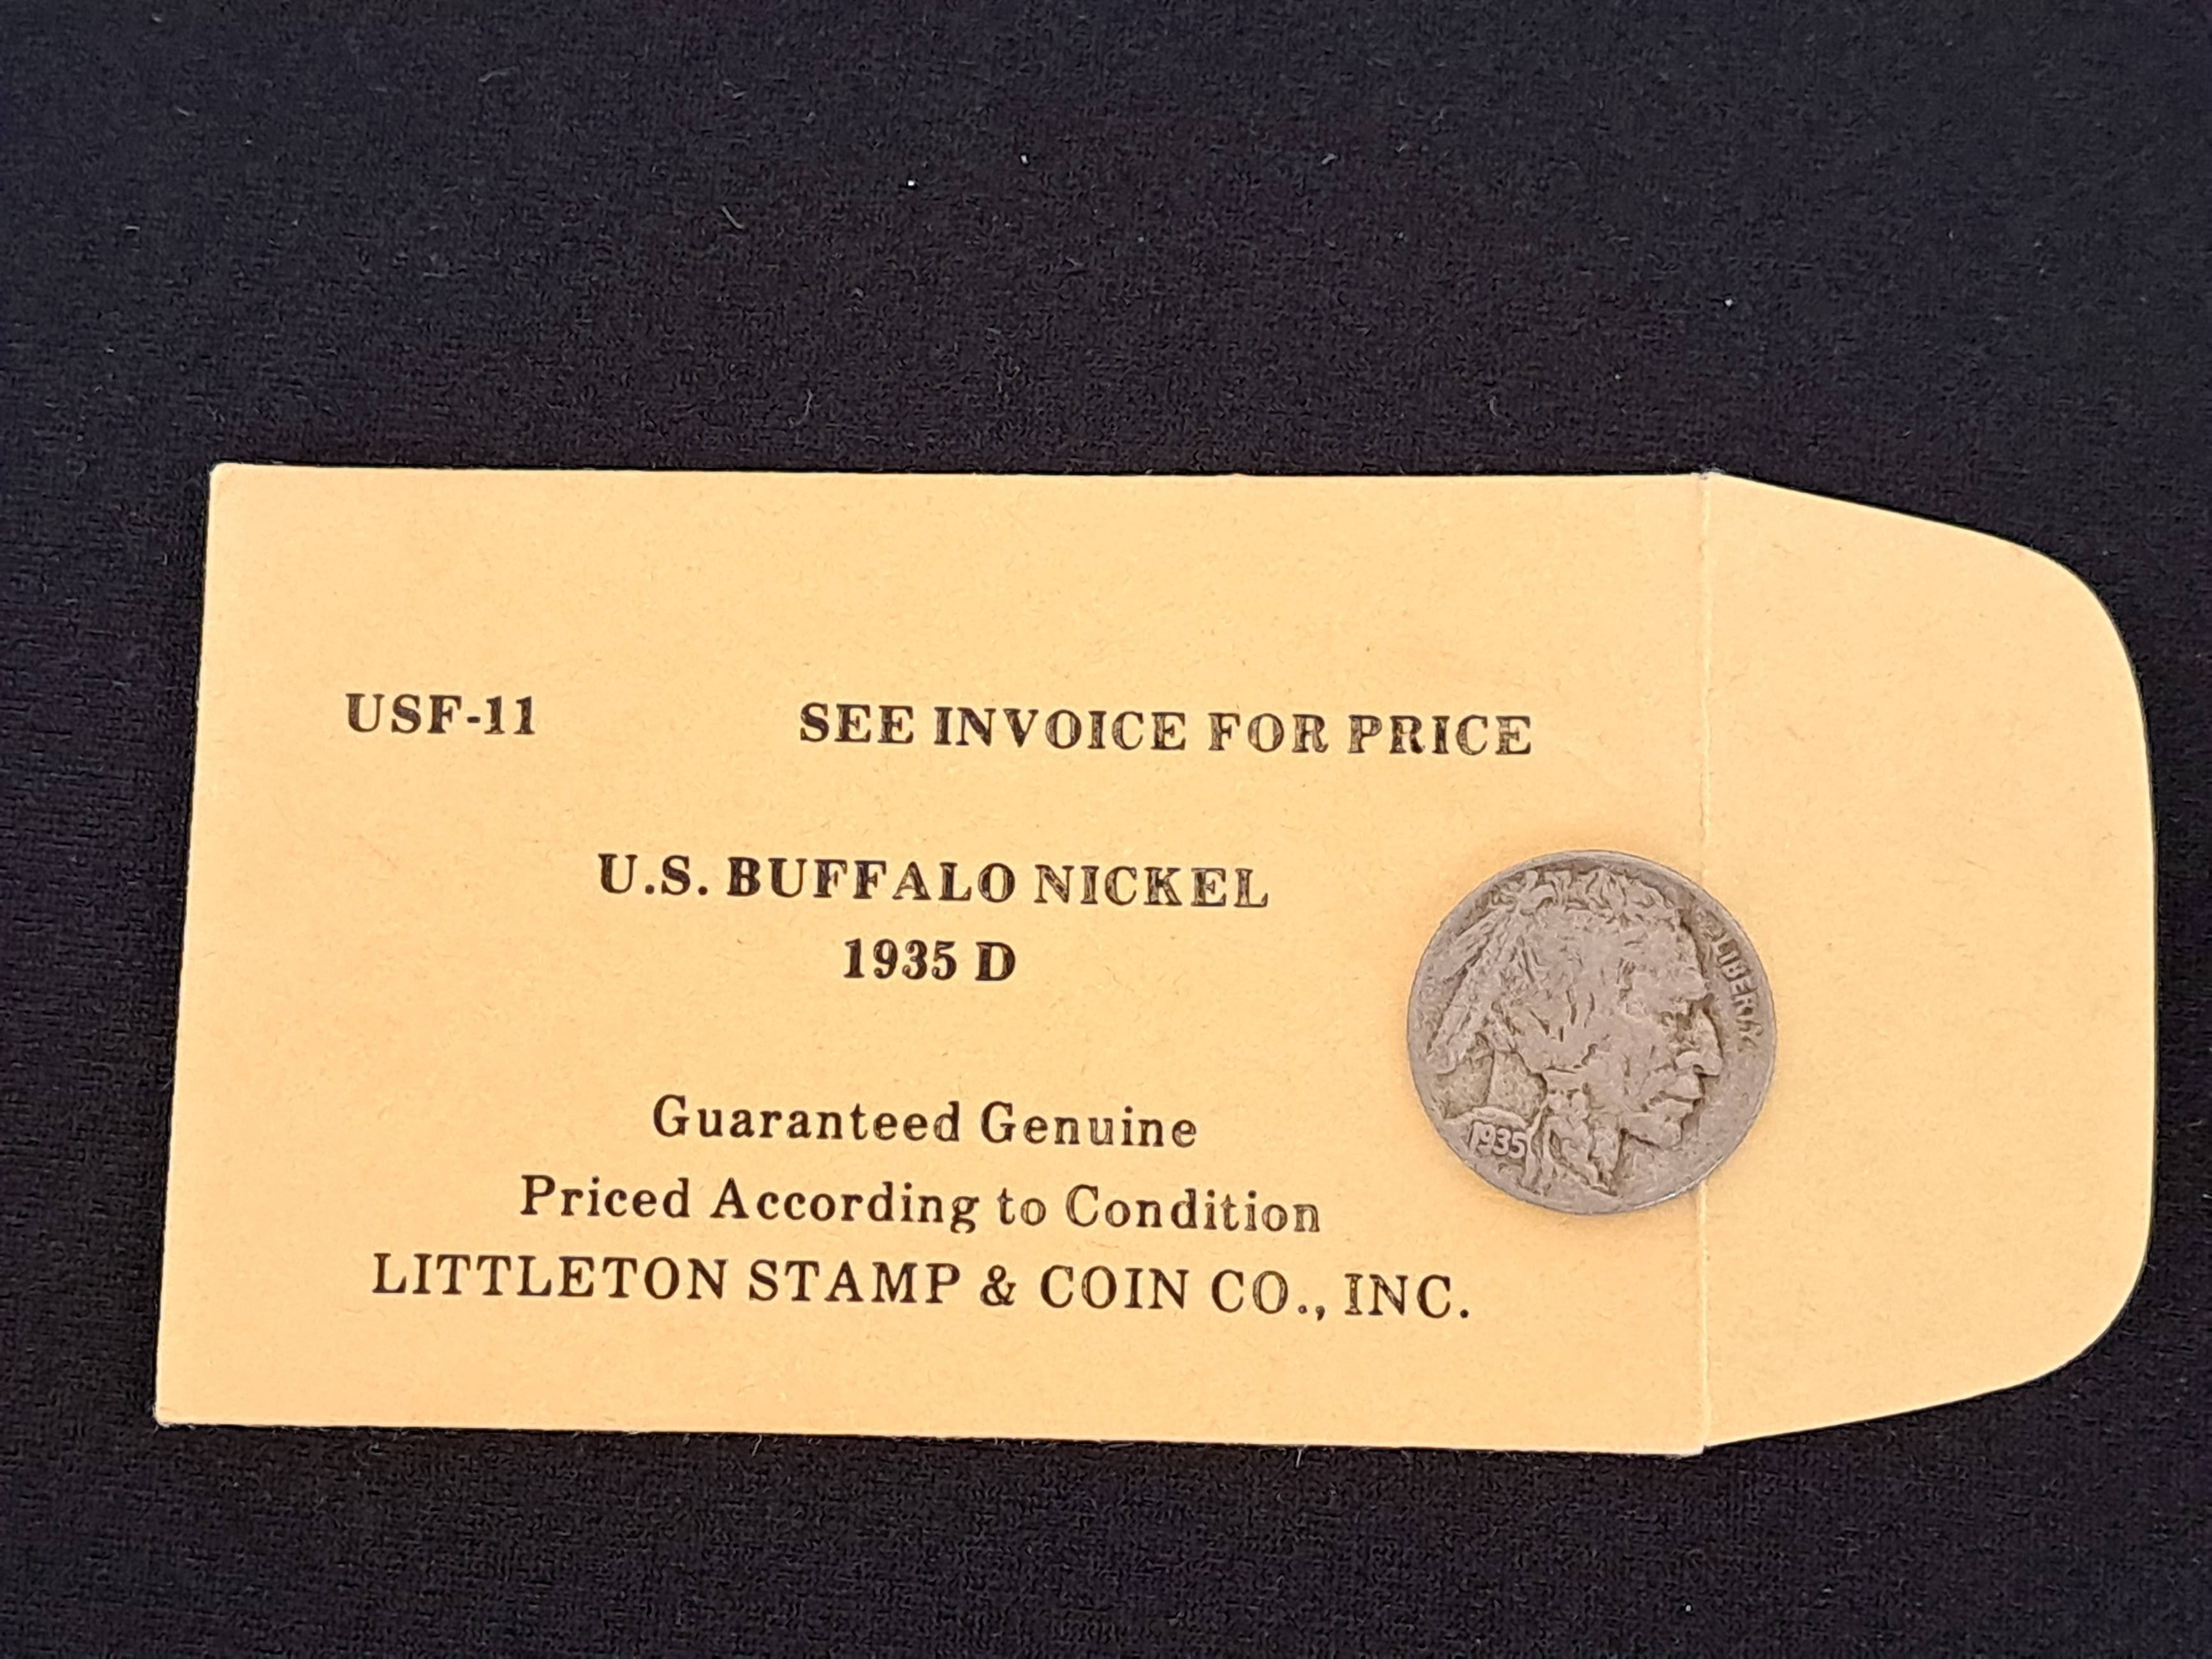 USF-11 SEE INVOICE FOR PRICE
U.S. BUFFALO NICKEL
1935 D
Guaranteed Genuine
Priced According to Condition
LITTLETON STAMP & COIN CO., INC.
LIBERTY
1935